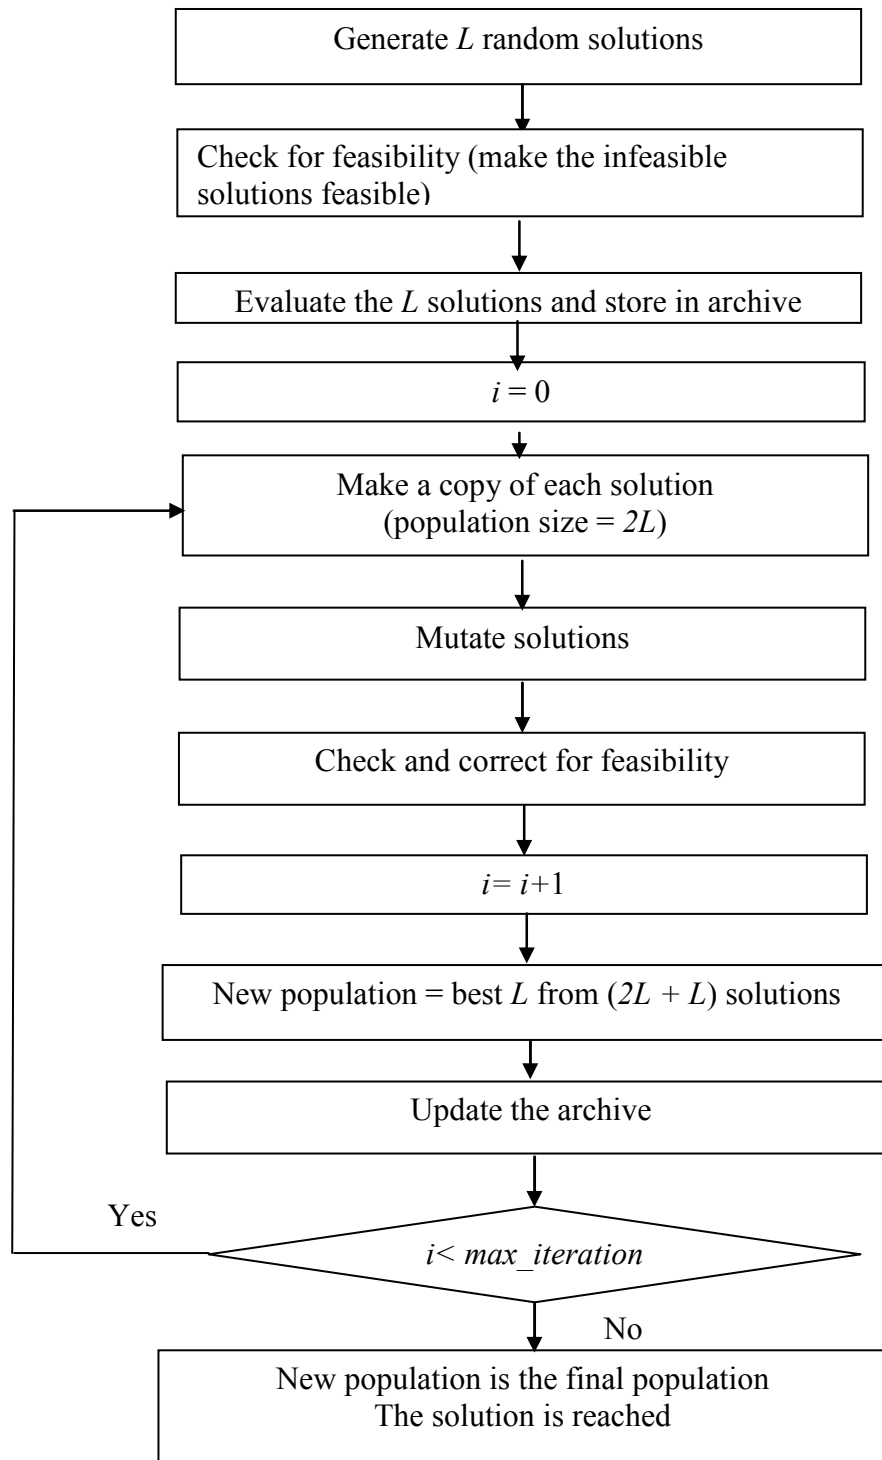 Generate L random solutions
Check for feasibility (make the infeasible
solutions feasible)
Evaluate the L solutions and store in archive
i = 0
Make a copy of each solution
(population size = 2L)
Mutate solutions
Check and correct for feasibility
i= i+1
New population = best L from (2L + L) solutions
Update the archive
Yes
i< max_iteration
No
New population is the final population
The solution is reached